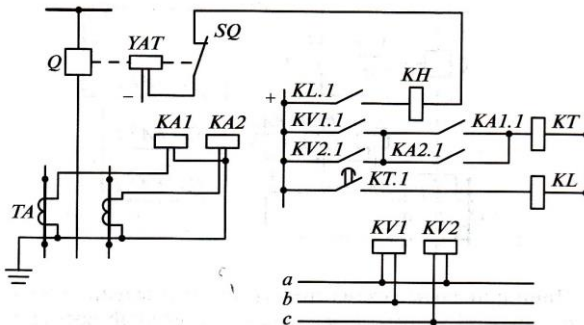 SQ
YAT
Q
–
KH
KL.1
+
KV1.1
KA1.1
KT
KA1
KA2
KV2.1
KA2.1
KT.1
KL
TA
KV1
KV2
a
b
c